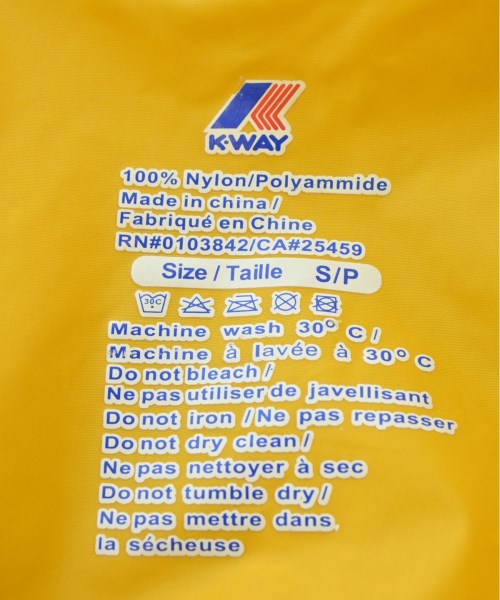 K-WAY
100% Nylon/Polyammide
Made in china/
Fabriqué en Chine
RN#0103842/CA#25459
Size / Taille S/P
30C
Machine wash 30° C /
Machine à lavée à 30° C
Do not bleach/
Ne pas utiliser de javellisant
Do not iron /Ne pas repasser
Do not dry clean/
Ne pas nettoyer à sec
Do not tumble dry/
Ne pas mettre dans
la sécheuse